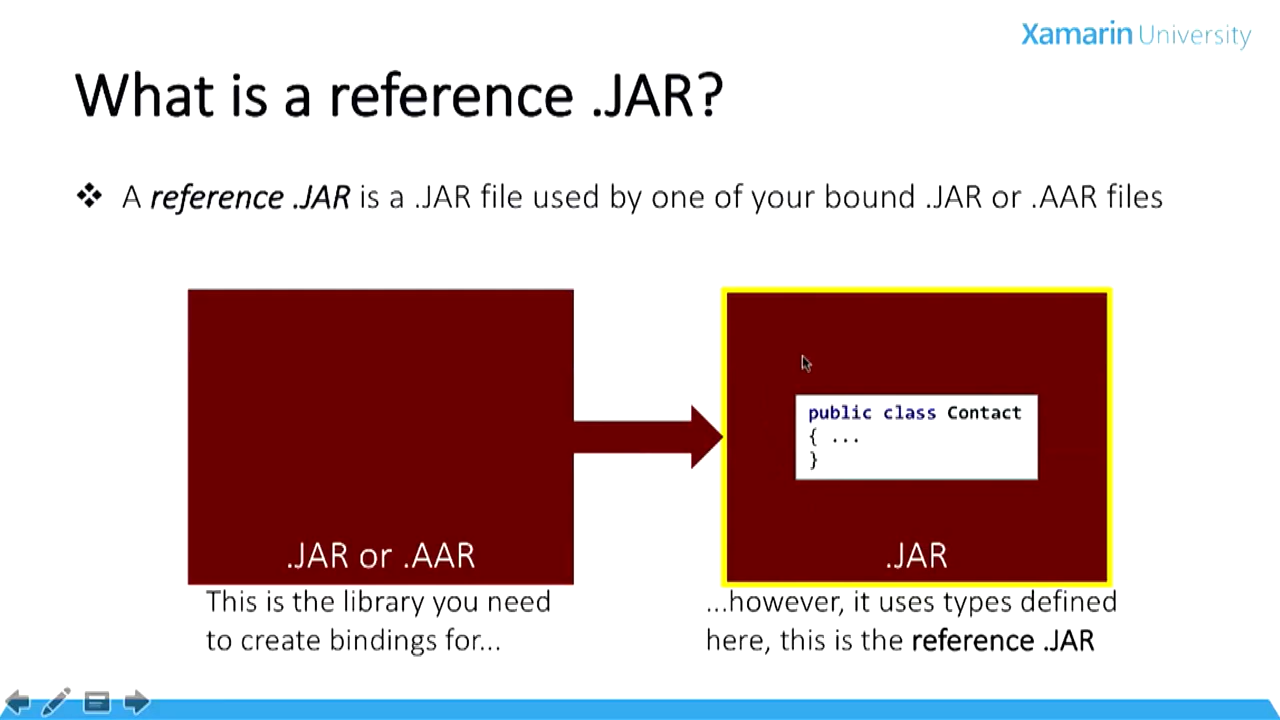 Xamarin University
What is a reference .JAR?
❖ A reference .JAR is a .JAR file used by one of your bound .JAR or .AAR files
.JAR or .AAR
This is the library you need
to create bindings for...
public class Contact
{ ...
}
.JAR
...however, it uses types defined
here, this is the reference .JAR